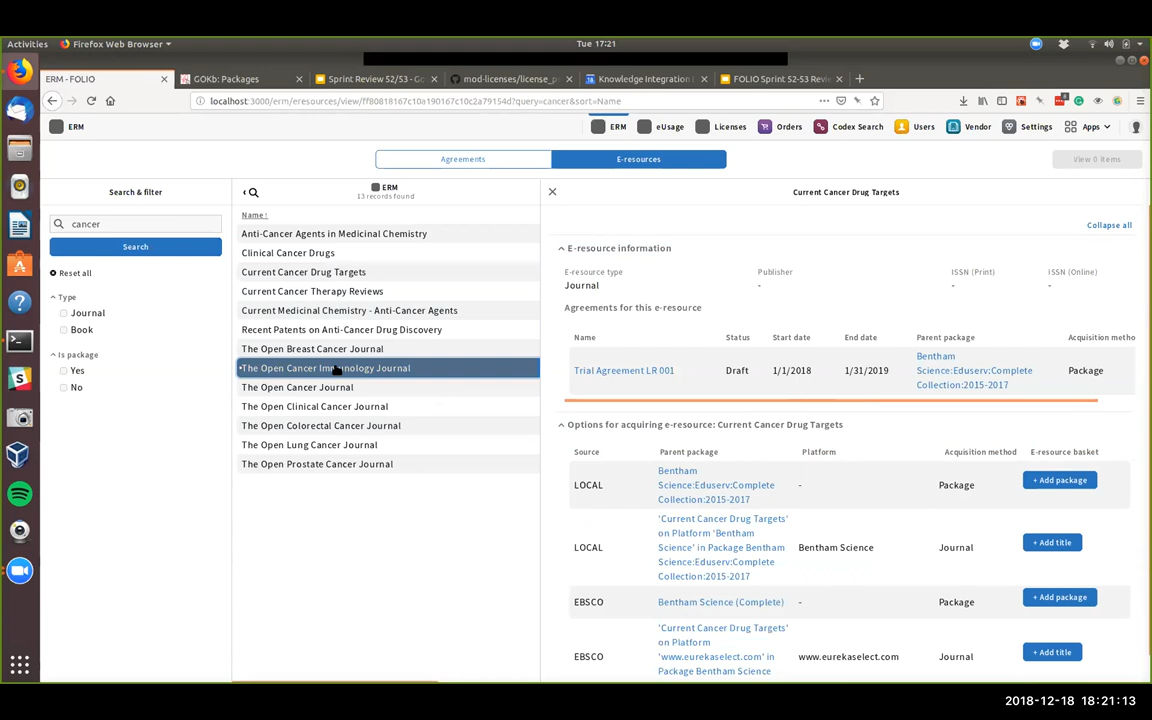 Activities
Firefox Web Browser
Tue 17:21
ERM - FOLIO
GOKb: Packages
Sprint Review 52/53 - Go
mod-licenses/license_p
Knowledge Integration
FOLIO Sprint 52-53 Revie
localhost:3000/erm/eresources/view/ff80818167c10a190167c10c2a79154d?query=cancer&sort=Name
ERM
ERM
eUsage
Licenses
Orders
Codex Search
Users
Vendor
Settings
Apps
Agreements
E-resources
View 0 items
Search & filter
cancer
Search
Reset all
Type
Journal
Book
Is package
Yes
No
ERM
13 records found
Name↑
Anti-Cancer Agents in Medicinal Chemistry
Clinical Cancer Drugs
Current Cancer Drug Targets
Current Cancer Therapy Reviews
Current Medicinal Chemistry - Anti-Cancer Agents
Recent Patents on Anti-Cancer Drug Discovery
The Open Breast Cancer Journal
•The Open Cancer Immunology Journal
The Open Cancer Journal
The Open Clinical Cancer Journal
The Open Colorectal Cancer Journal
The Open Lung Cancer Journal
The Open Prostate Cancer Journal
Current Cancer Drug Targets
Collapse all
E-resource information
E-resource type Publisher ISSN (Print) ISSN (Online)
Journal - - -
Agreements for this e-resource
Name Status Start date End date Parent package Acquisition metho
Trial Agreement LR 001 Draft 1/1/2018 1/31/2019 Bentham Science:Eduserv:Complete Collection:2015-2017 Package
Options for acquiring e-resource: Current Cancer Drug Targets
Source Parent package Platform Acquisition method E-resource basket
LOCAL Bentham Science:Eduserv:Complete Collection:2015-2017 - Package + Add package
LOCAL 'Current Cancer Drug Targets' on Platform 'Bentham Science' in Package Bentham Science:Eduserv:Complete Collection:2015-2017 Bentham Science Journal + Add title
EBSCO Bentham Science (Complete) - Package + Add package
EBSCO 'Current Cancer Drug Targets' on Platform 'www.eurekaselect.com' in Package Bentham Science www.eurekaselect.com Journal + Add title
2018-12-18 18:21:13